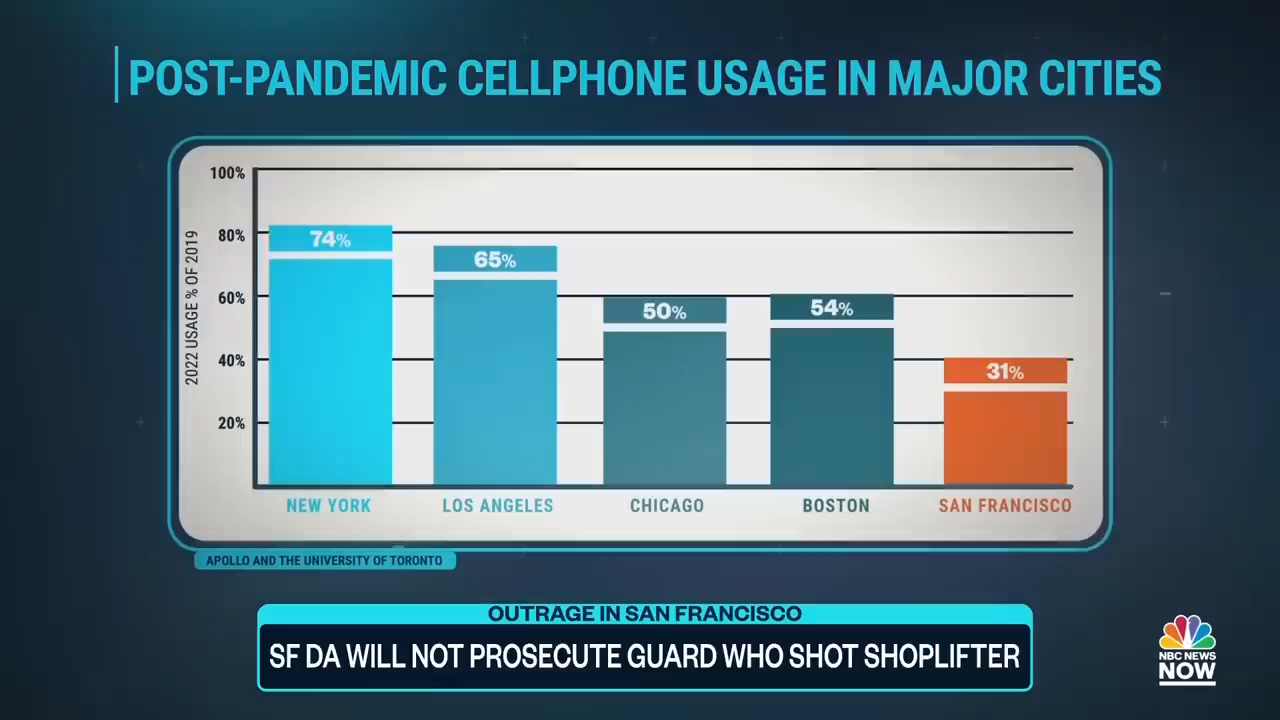 POST-PANDEMIC CELLPHONE USAGE IN MAJOR CITIES
100%
80%
60%
40%
20%
2022 USAGE % OF 2019
74%
65%
50%
54%
31%
NEW YORK
LOS ANGELES
CHICAGO
BOSTON
SAN FRANCISCO
APOLLO AND THE UNIVERSITY OF TORONTO
OUTRAGE IN SAN FRANCISCO
SF DA WILL NOT PROSECUTE GUARD WHO SHOT SHOPLIFTER
NBC NEWS
NOW